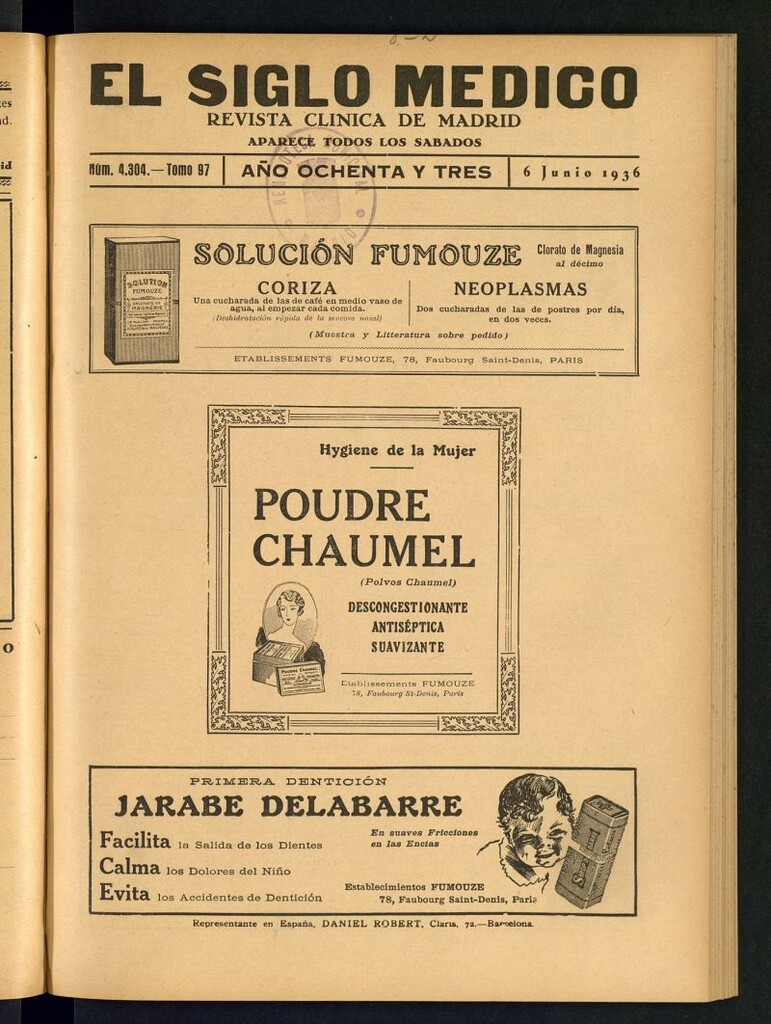 EL SIGLO MEDICO
REVISTA CLINICA DE MADRID
APARECE TODOS LOS SABADOS
Núm. 4.304.—Tomo 97
AÑO OCHENTA Y TRES
6 Junio 1936
SOLUCIÓN FUMOUZE
Clorato de Magnesia
al décimo
SOLUTION
FUMOUZE
CORIZA
Una cucharada de las de café en medio vaso de
agua, al empezar cada comida.
(Deshidratación rápida de la mucosa nasal)
NEOPLASMAS
Dos cucharadas de las de postres por día,
en dos veces.
(Muestra y Litteratura sobre pedido)
ETABLISSEMENTS FUMOUZE, 78, Faubourg Saint-Denis, PARIS
Hygiene de la Mujer
POUDRE
CHAUMEL
(Polvos Chaumel)
DESCONGESTIONANTE
ANTISÉPTICA
SUAVIZANTE
Etablissements FUMOUZE
78, Faubourg St-Denis, Paris
PRIMERA DENTICIÓN
JARABE DELABARRE
Facilita la Salida de los Dientes
Calma los Dolores del Niño
Evita los Accidentes de Dentición
En suaves Fricciones
en las Encias
Establecimientos FUMOUZE
78, Faubourg Saint-Denis, Paris
Representante en España, DANIEL ROBERT, Claris, 72.—Barcelona